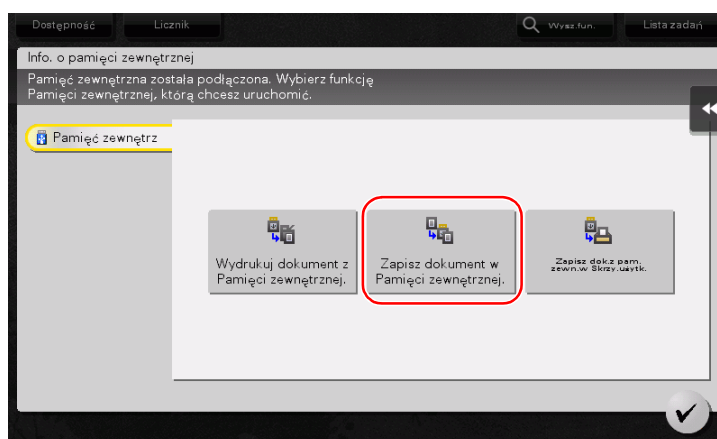 Dostępność Licznik Wysz.fun. Lista zadań
Info. o pamięci zewnętrznej
Pamięć zewnętrzna została podłączona. Wybierz funkcję
Pamięci zewnętrznej, którą chcesz uruchomić.
Pamięć zewnętrz
Wydrukuj dokument z
Pamięci zewnętrznej.
Zapisz dokument w
Pamięci zewnętrznej.
Zapisz dok.z pam.
zewn.w Skrzy.użytk.